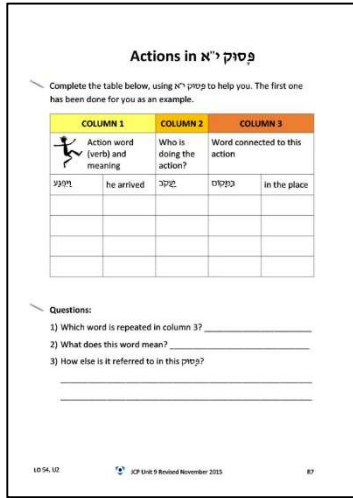 Actions in פָּסוּק י"א
Complete the table below, using פָּסוּק י"א to help you. The first one
has been done for you as an example.
COLUMN 1 COLUMN 2 COLUMN 3
Action word
(verb) and
meaning
Who is
doing the
action?
Word connected to this
action
וַיִּפְגַּע he arrived יַעֲקֹב בַּמָּקוֹם in the place
Questions:
1) Which word is repeated in column 3?
2) What does this word mean?
3) How else is it referred to in this פָּסוּק?
LO 54, U2 JCP Unit 9 Revised November 2015 87